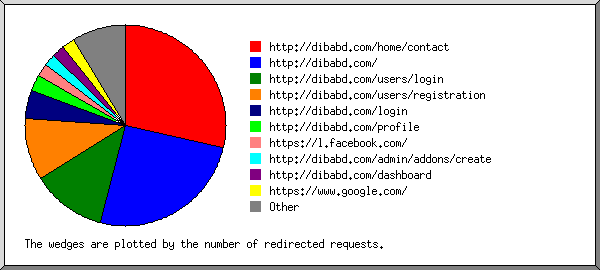 http://dibabd.com/home/contact
http://dibabd.com/
http://dibabd.com/users/login
http://dibabd.com/users/registration
http://dibabd.com/login
http://dibabd.com/profile
https://l.facebook.com/
http://dibabd.com/admin/addons/create
http://dibabd.com/dashboard
https://www.google.com/
Other
The wedges are plotted by the number of redirected requests.